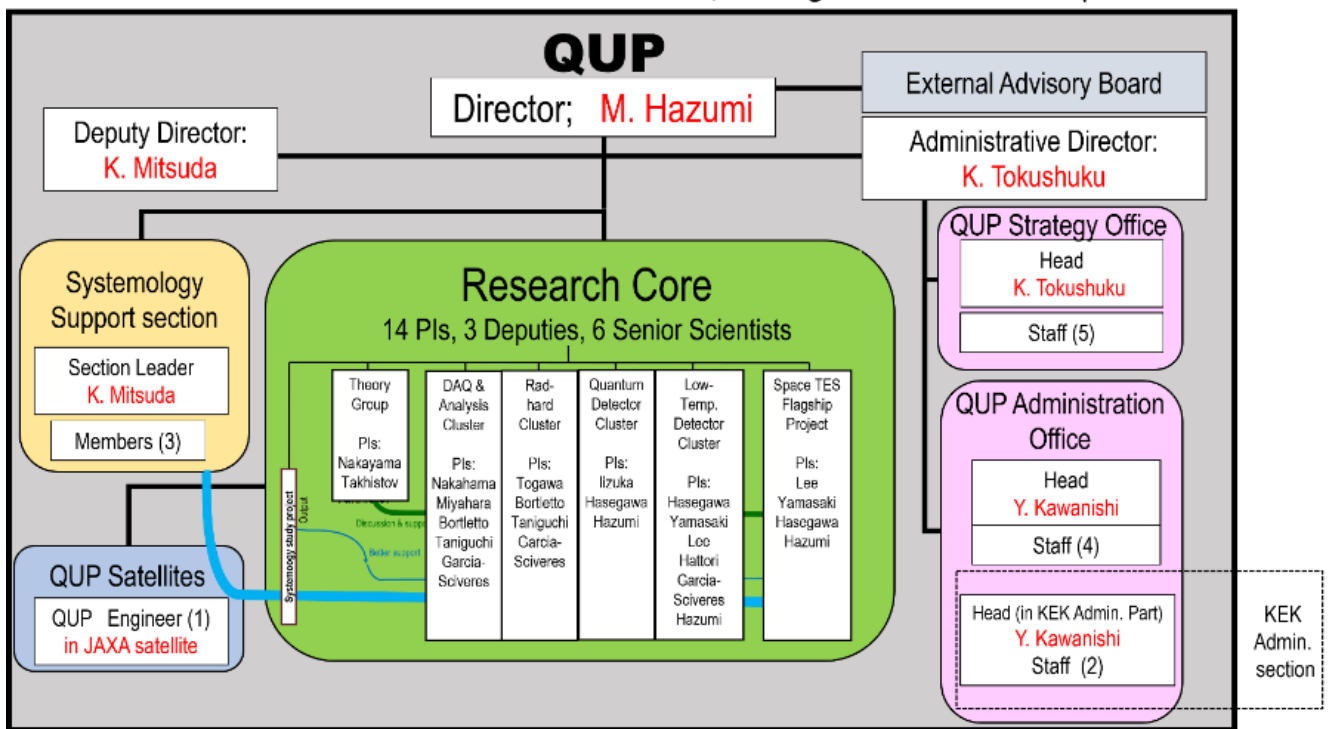 QUP
Director; M. Hazumi
External Advisory Board
Deputy Director:
K. Mitsuda
Administrative Director:
K. Tokushuku
QUP Strategy Office
Head
K. Tokushuku
Staff (5)
Systemology
Support section
Section Leader
K. Mitsuda
Members (3)
Research Core
14 PIs, 3 Deputies, 6 Senior Scientists
Theory
Group
PIs:
Nakayama
Takhistov
DAQ &
Analysis
Cluster
PIs:
Nakahama
Miyahara
Bortletto
Taniguchi
Garcia-
Sciveres
Rad-
hard
Cluster
PIs:
Togawa
Bortletto
Taniguchi
Garcia-
Sciveres
Quantum
Detector
Cluster
PIs:
Iizuka
Hasegawa
Hazumi
Low-
Temp.
Detector
Cluster
PIs:
Hasegawa
Yamasaki
Lee
Hattori
Garcia-
Sciveres
Hazumi
Space TES
Flagship
Project
PIs:
Lee
Yamasaki
Hasegawa
Hazumi
Systemoogy study project
Output
Discussion & suppo
Better support
QUP Satellites
QUP Engineer (1)
in JAXA satellite
QUP Administration
Office
Head
Y. Kawanishi
Staff (4)
Head (in KEK Admin. Part)
Y. Kawanishi
Staff (2)
KEK
Admin.
section